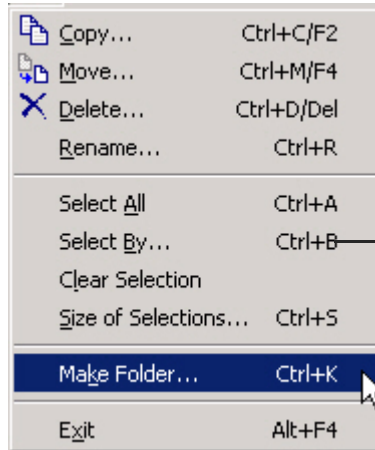 Copy... Ctrl+C/F2
Move... Ctrl+M/F4
Delete... Ctrl+D/Del
Rename... Ctrl+R
Select All Ctrl+A
Select By... Ctrl+B
Clear Selection
Size of Selections... Ctrl+S
Make Folder... Ctrl+K
Exit Alt+F4